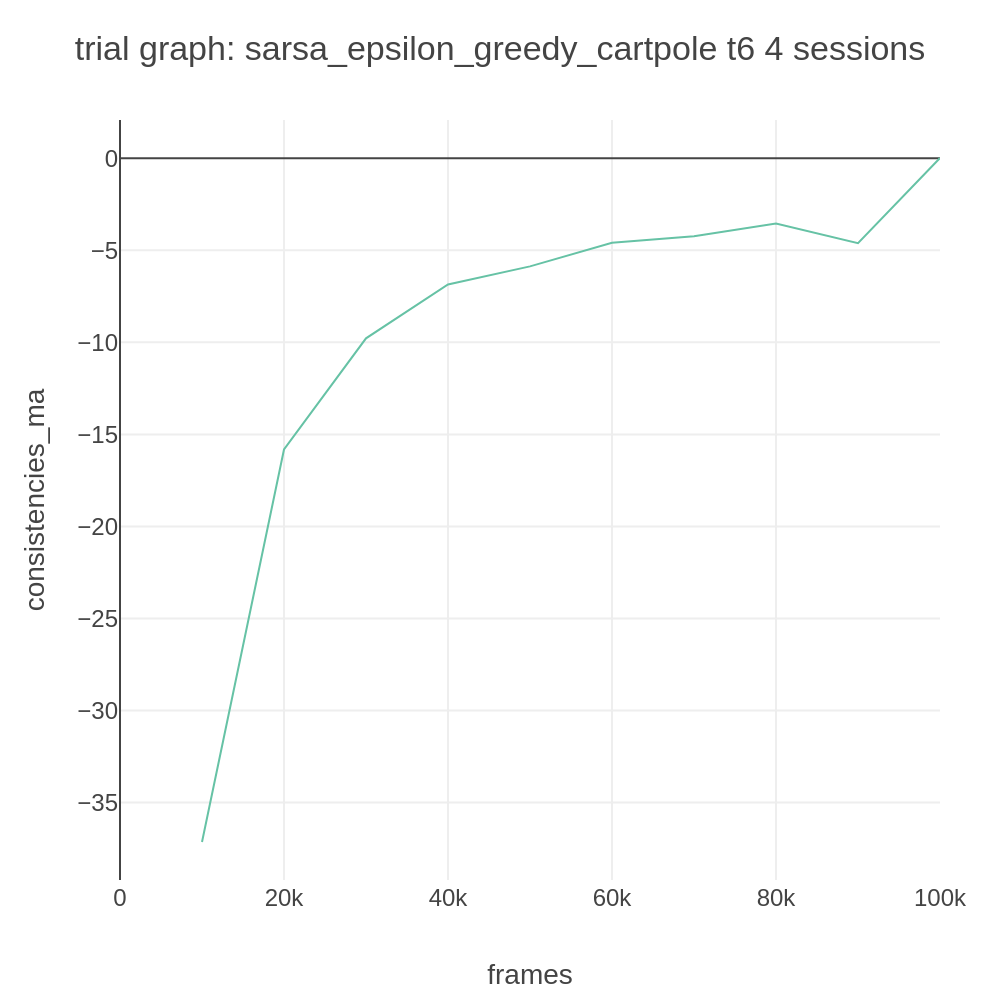 trial graph: sarsa_epsilon_greedy_cartpole t6 4 sessions
0
−5
−10
−15
−20
−25
−30
−35
consistencies_ma
0
20k
40k
60k
80k
100k
frames